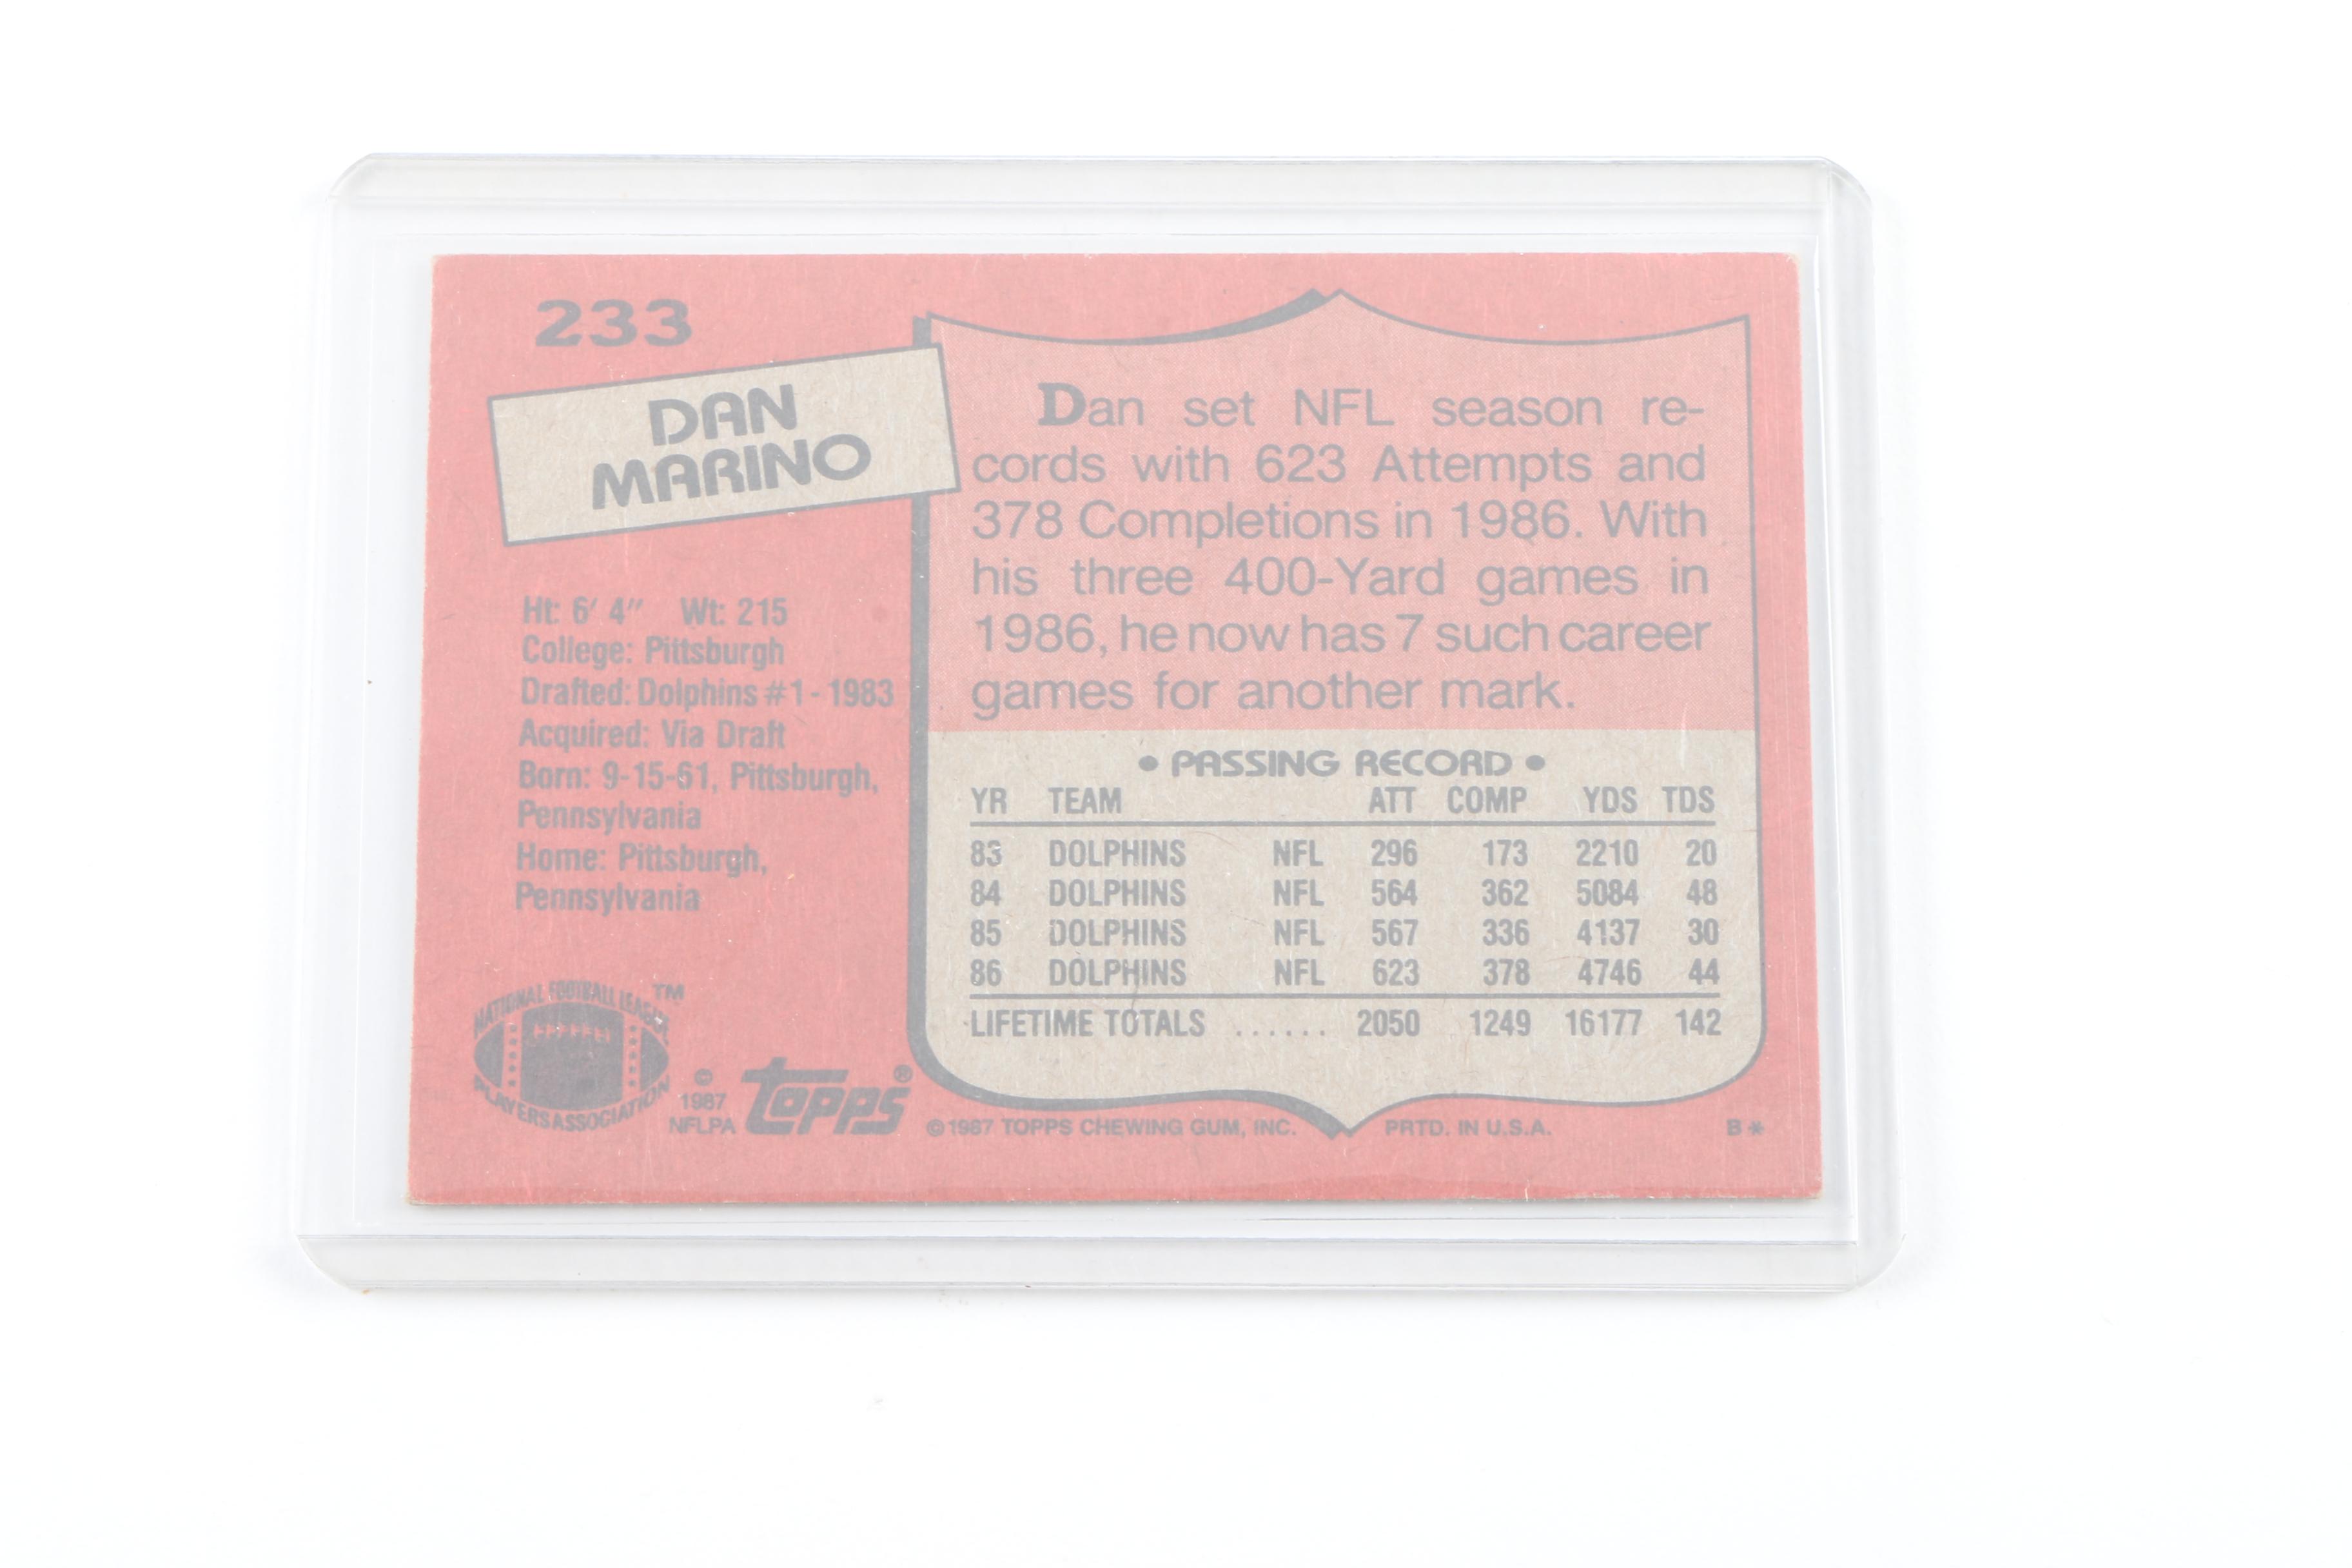 233
DAN
MARINO
Ht: 6' 4" Wt: 215
College: Pittsburgh
Drafted: Dolphins #1-1983
Acquired: Via Draft
Born: 9-15-61, Pittsburgh,
Pennsylvania
Home: Pittsburgh,
Pennsylvania
Dan set NFL season re-
cords with 623 Attempts and
378 Completions in 1986. With
his three 400-Yard games in
1986, he now has 7 such career
games for another mark.
• PASSING RECORD •
YR TEAM ATT COMP YDS TDS
83 DOLPHINS NFL 296 173 2210 20
84 DOLPHINS NFL 564 362 5084 48
85 DOLPHINS NFL 567 336 4137 30
86 DOLPHINS NFL 623 378 4746 44
LIFETIME TOTALS ...... 2050 1249 16177 142
NATIONAL FOOTBALL LEAGUE ™
PLAYERS ASSOCIATION
©
1987
NFLPA
topps®
©1987 TOPPS CHEWING GUM, INC. PRTD. IN U.S.A. B*